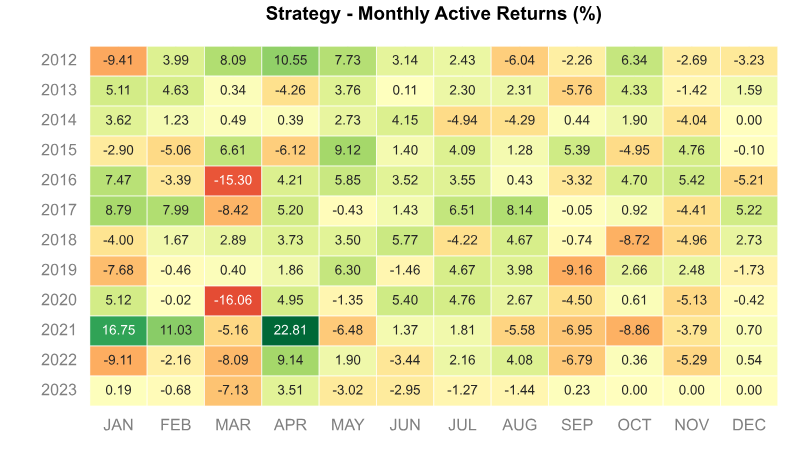 Strategy - Monthly Active Returns (%)
2012 -9.41 3.99 8.09 10.55 7.73 3.14 2.43 -6.04 -2.26 6.34 -2.69 -3.23
2013 5.11 4.63 0.34 -4.26 3.76 0.11 2.30 2.31 -5.76 4.33 -1.42 1.59
2014 3.62 1.23 0.49 0.39 2.73 4.15 -4.94 -4.29 0.44 1.90 -4.04 0.00
2015 -2.90 -5.06 6.61 -6.12 9.12 1.40 4.09 1.28 5.39 -4.95 4.76 -0.10
2016 7.47 -3.39 -15.30 4.21 5.85 3.52 3.55 0.43 -3.32 4.70 5.42 -5.21
2017 8.79 7.99 -8.42 5.20 -0.43 1.43 6.51 8.14 -0.05 0.92 -4.41 5.22
2018 -4.00 1.67 2.89 3.73 3.50 5.77 -4.22 4.67 -0.74 -8.72 -4.96 2.73
2019 -7.68 -0.46 0.40 1.86 6.30 -1.46 4.67 3.98 -9.16 2.66 2.48 -1.73
2020 5.12 -0.02 -16.06 4.95 -1.35 5.40 4.76 2.67 -4.50 0.61 -5.13 -0.42
2021 16.75 11.03 -5.16 22.81 -6.48 1.37 1.81 -5.58 -6.95 -8.86 -3.79 0.70
2022 -9.11 -2.16 -8.09 9.14 1.90 -3.44 2.16 4.08 -6.79 0.36 -5.29 0.54
2023 0.19 -0.68 -7.13 3.51 -3.02 -2.95 -1.27 -1.44 0.23 0.00 0.00 0.00
JAN FEB MAR APR MAY JUN JUL AUG SEP OCT NOV DEC